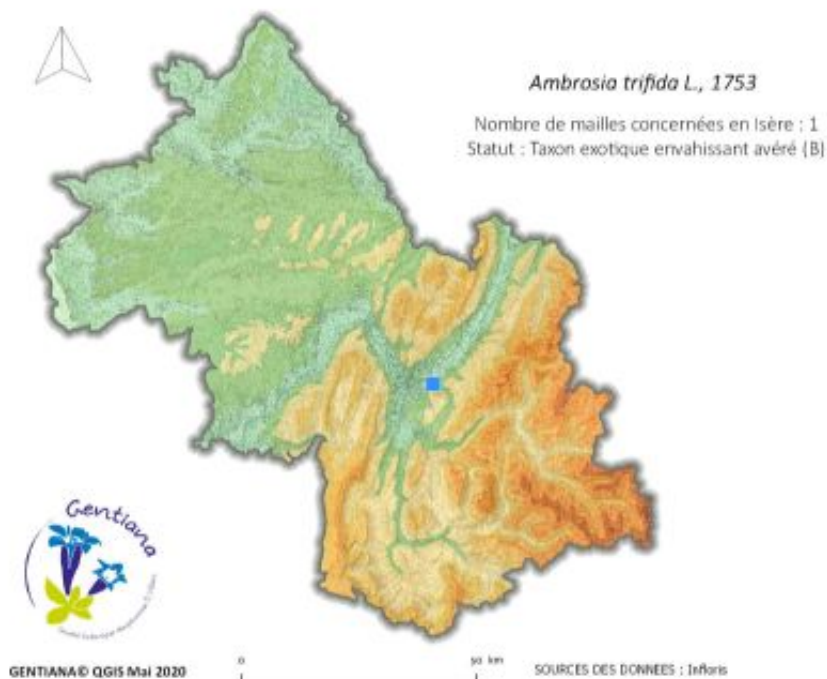 Ambrosia trifida L., 1753
Nombre de mailles concernées en Isère : 1
Statut : Taxon exotique envahissant avéré (B)
Gentiana
0 50 km
GENTIANA© QGIS Mai 2020
SOURCES DES DONNEES : Infloris